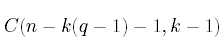 C(n − k(q − 1) − 1, k − 1)